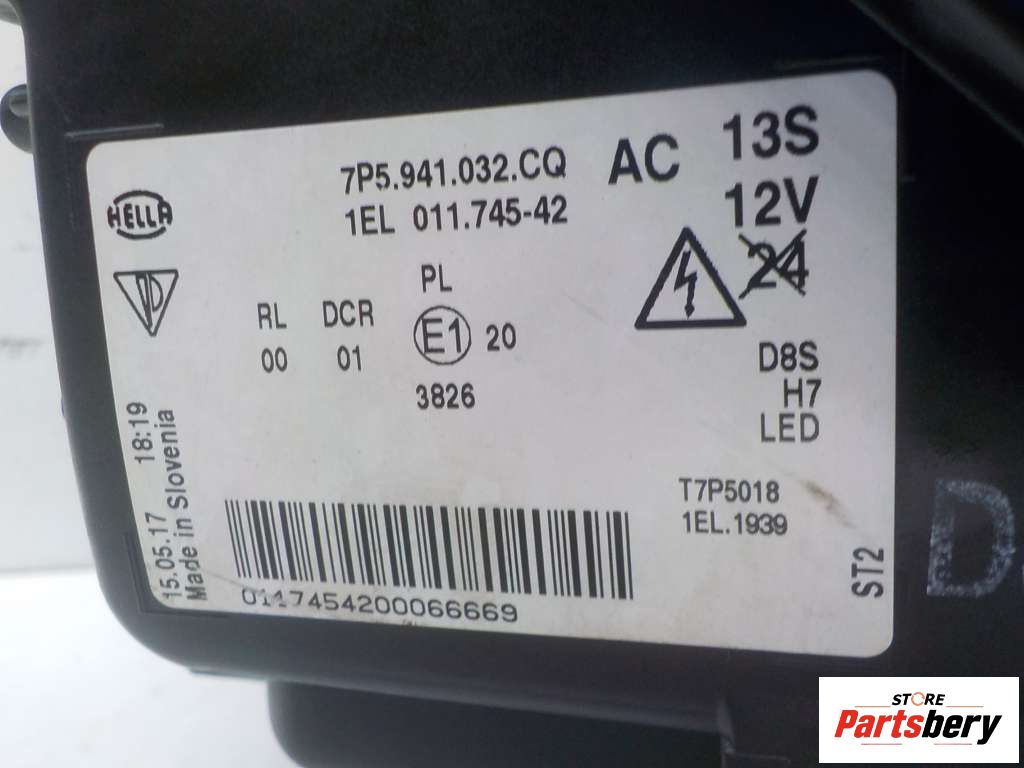 7P5.941.032.CQ AC 13S
1EL 011.745-42 12V
24
HELLA
PD
PL
RL DCR E1 20
00 01
3826
D8S
H7
LED
T7P5018
1EL.1939
ST2
15.05.17 18:19
Made in Slovenia
0117454200066669
D
STORE
Partsbery